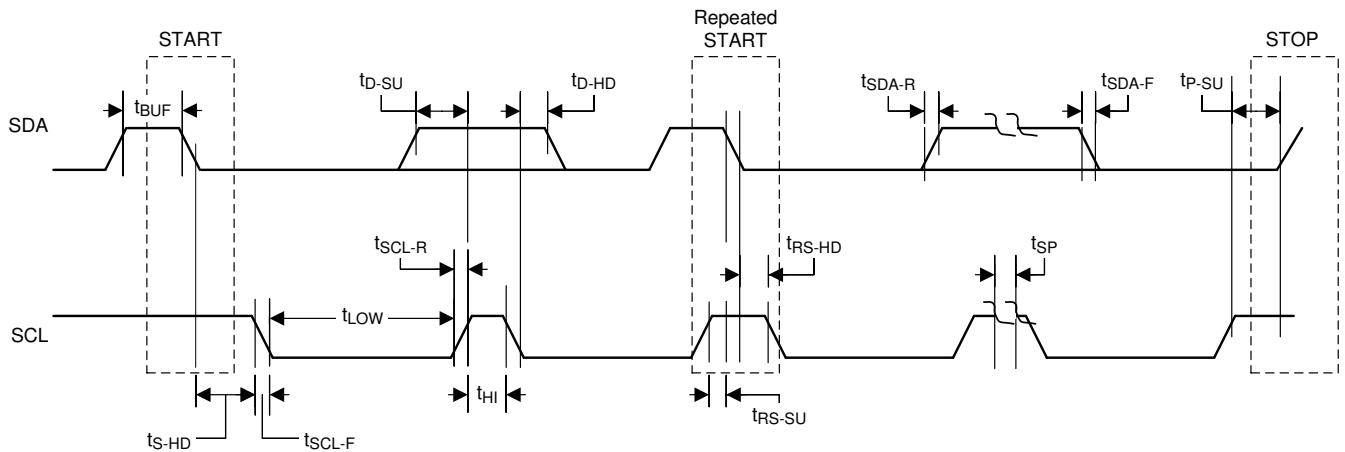 Repeated
START
START
STOP
tD-SU
tD-HD
tSDA-R
tSDA-F
tP-SU
tBUF
SDA
tSCL-R
tRS-HD
tSP
tLOW
SCL
tHI
tRS-SU
tS-HD
tSCL-F